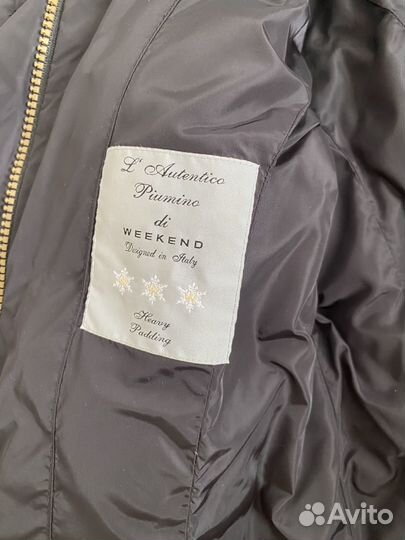 L' Autentico
Piumino
di
WEEKEND
Designed in Italy
Heavy
Padding
Avito